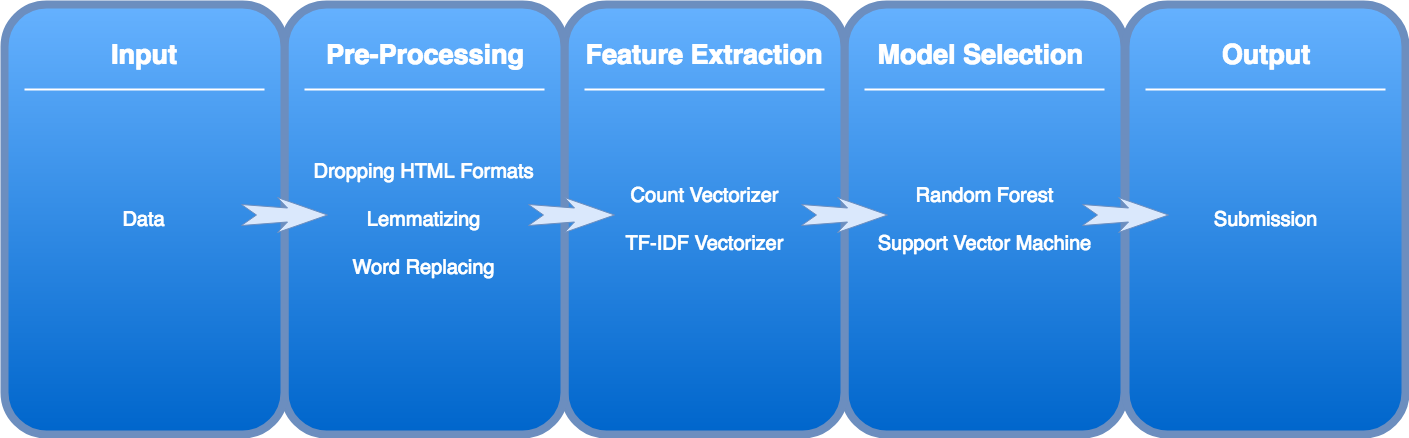 Input
Data
Pre-Processing
Dropping HTML Formats
Lemmatizing
Word Replacing
Feature Extraction
Count Vectorizer
TF-IDF Vectorizer
Model Selection
Random Forest
Support Vector Machine
Output
Submission